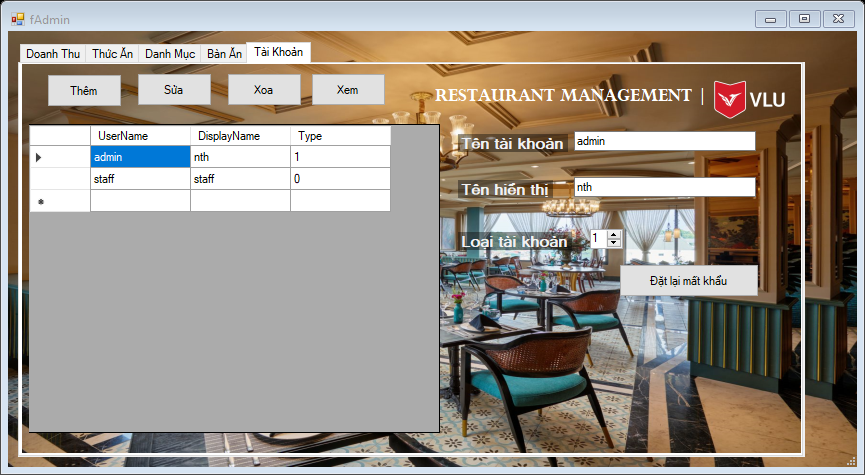 fAdmin
Doanh Thu Thức Ăn Danh Mục Bàn Ăn Tài Khoản
Thêm Sửa Xoa Xem
RESTAURANT MANAGEMENT | VLU
UserName DisplayName Type
admin nth 1
staff staff 0
Tên tài khoản admin
Tên hiển thị nth
Loại tài khoản 1
Đặt lại mất khẩu